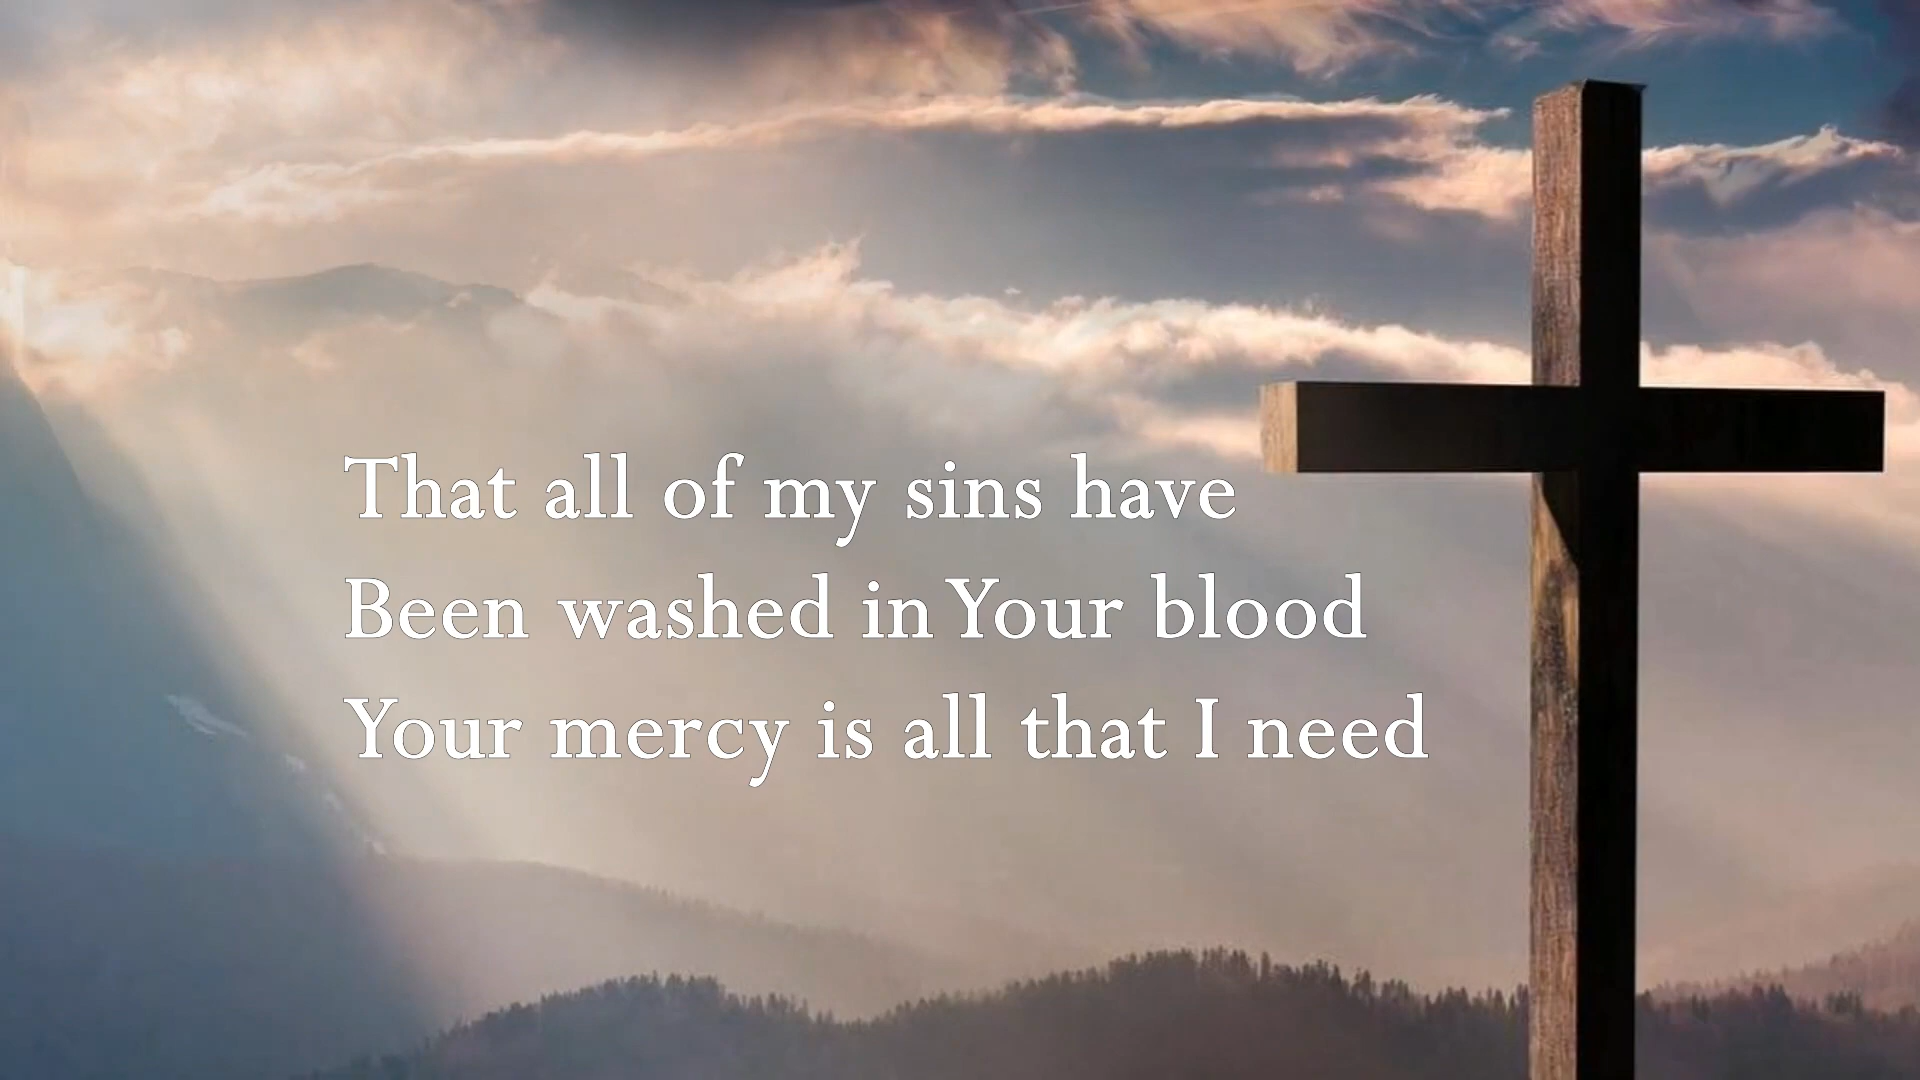 That all of my sins have
Been washed in Your blood
Your mercy is all that I need